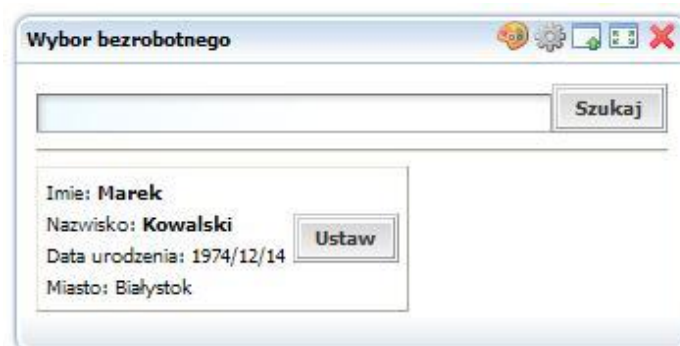 Wybor bezrobotnego
Szukaj
Imie: Marek
Nazwisko: Kowalski
Data urodzenia: 1974/12/14
Miasto: Białystok
Ustaw